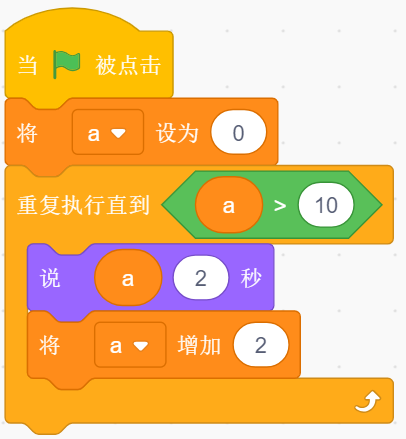 当 被点击
将 a 设为 0
重复执行直到 a > 10
说 a 2 秒
将 a 增加 2